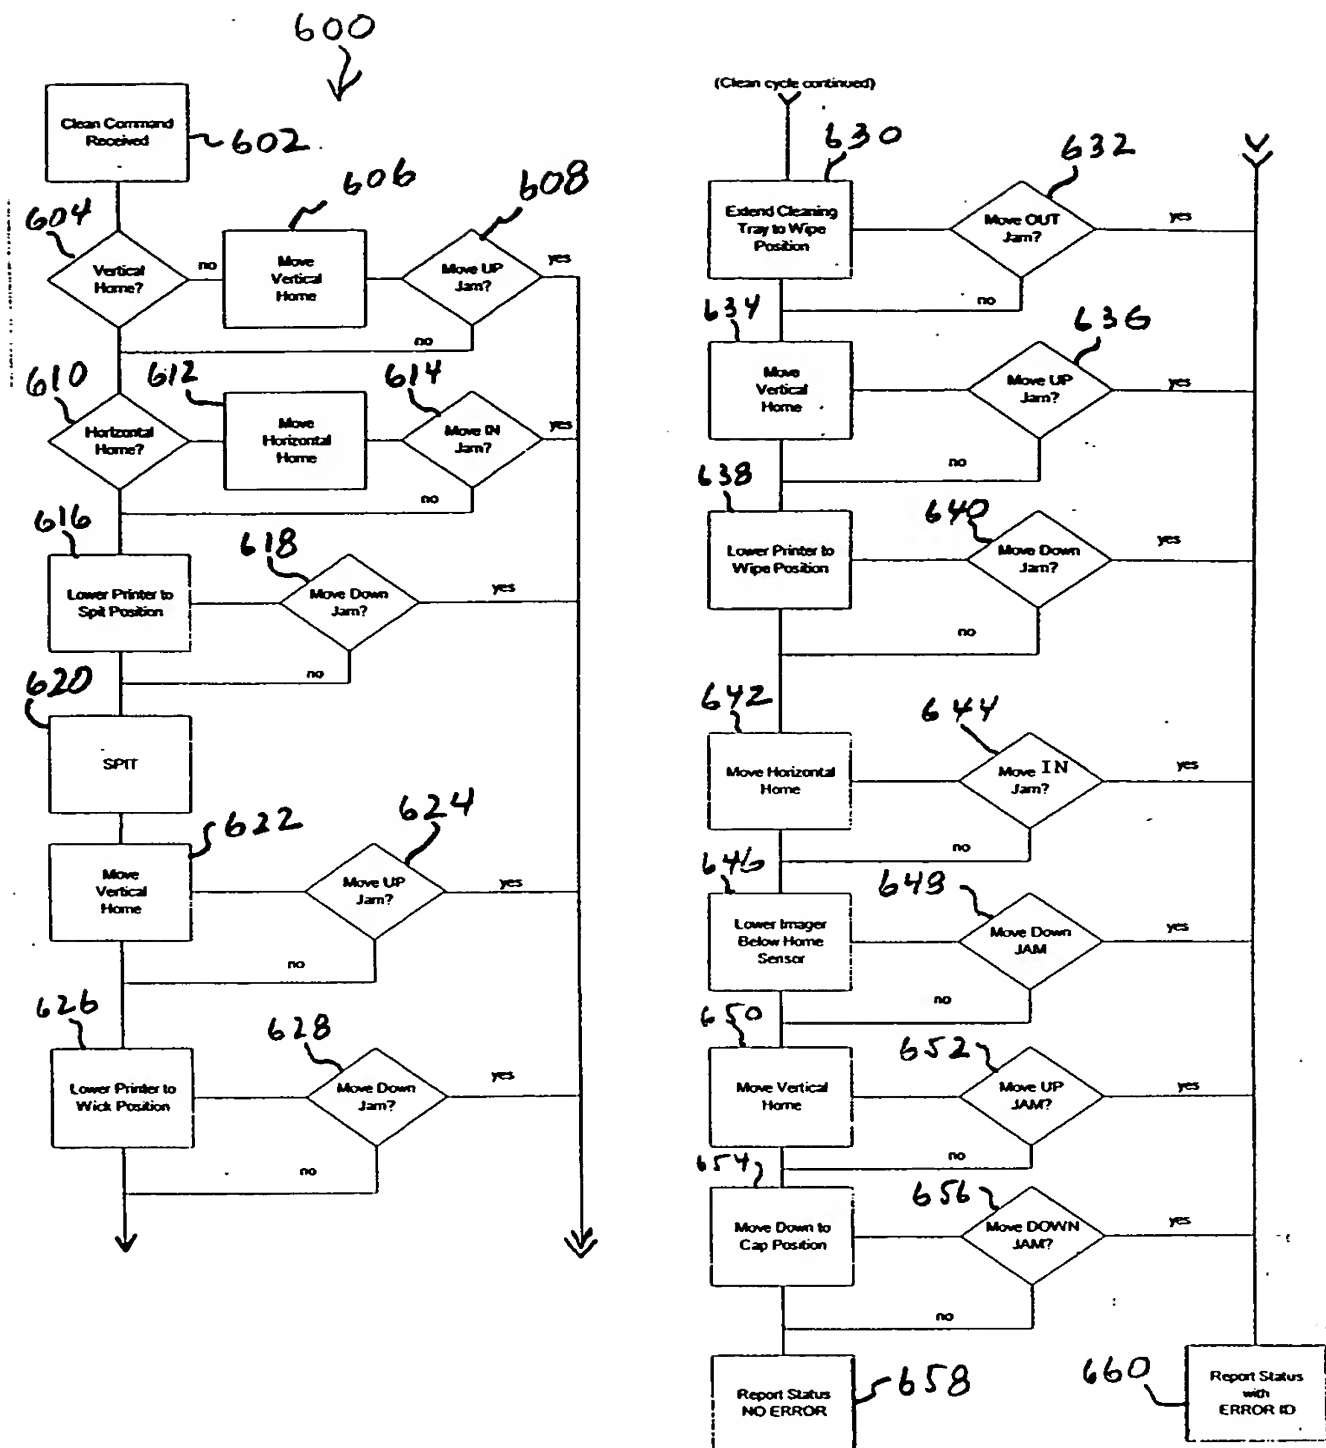 600
Clean Command
Received
602
604
Vertical
Home?
no
606
Move
Vertical
Home
608
Move UP
Jam?
yes
no
610
Horizontal
Home?
612
Move
Horizontal
Home
614
Move IN
Jam?
yes
no
616
Lower Printer to
Spit Position
618
Move Down
Jam?
yes
no
620
SPIT
622
Move
Vertical
Home
624
Move UP
Jam?
yes
no
626
Lower Printer to
Wick Position
628
Move Down
Jam?
yes
no
(Clean cycle continued)
630
Extend Cleaning
Tray to Wipe
Position
632
Move OUT
Jam?
yes
no
634
Move
Vertical
Home
636
Move UP
Jam?
yes
no
638
Lower Printer to
Wipe Position
640
Move Down
Jam?
yes
no
642
Move Horizontal
Home
644
Move IN
Jam?
yes
no
646
Lower Imager
Below Home
Sensor
648
Move Down
JAM
yes
no
650
Move Vertical
Home
652
Move UP
JAM?
yes
no
654
Move Down to
Cap Position
656
Move DOWN
JAM?
yes
no
Report Status
NO ERROR
658
660
Report Status
with
ERROR ID